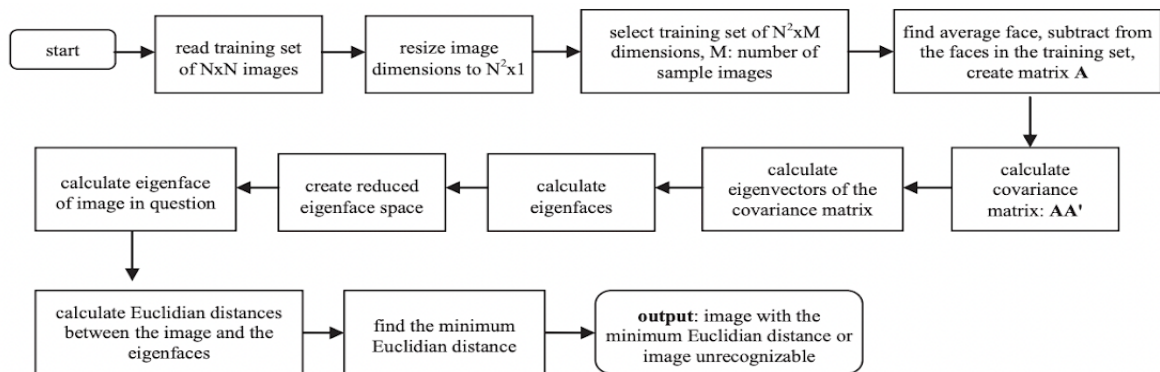 start
read training set
of NxN images
resize image
dimensions to N²x1
select training set of N²xM
dimensions, M: number of
sample images
find average face, subtract from
the faces in the training set,
create matrix A
calculate
covariance
matrix: AA'
calculate
eigenvectors of the
covariance matrix
calculate
eigenfaces
create reduced
eigenface space
calculate eigenface
of image in question
calculate Euclidian distances
between the image and the
eigenfaces
find the minimum
Euclidian distance
output: image with the
minimum Euclidian distance or
image unrecognizable